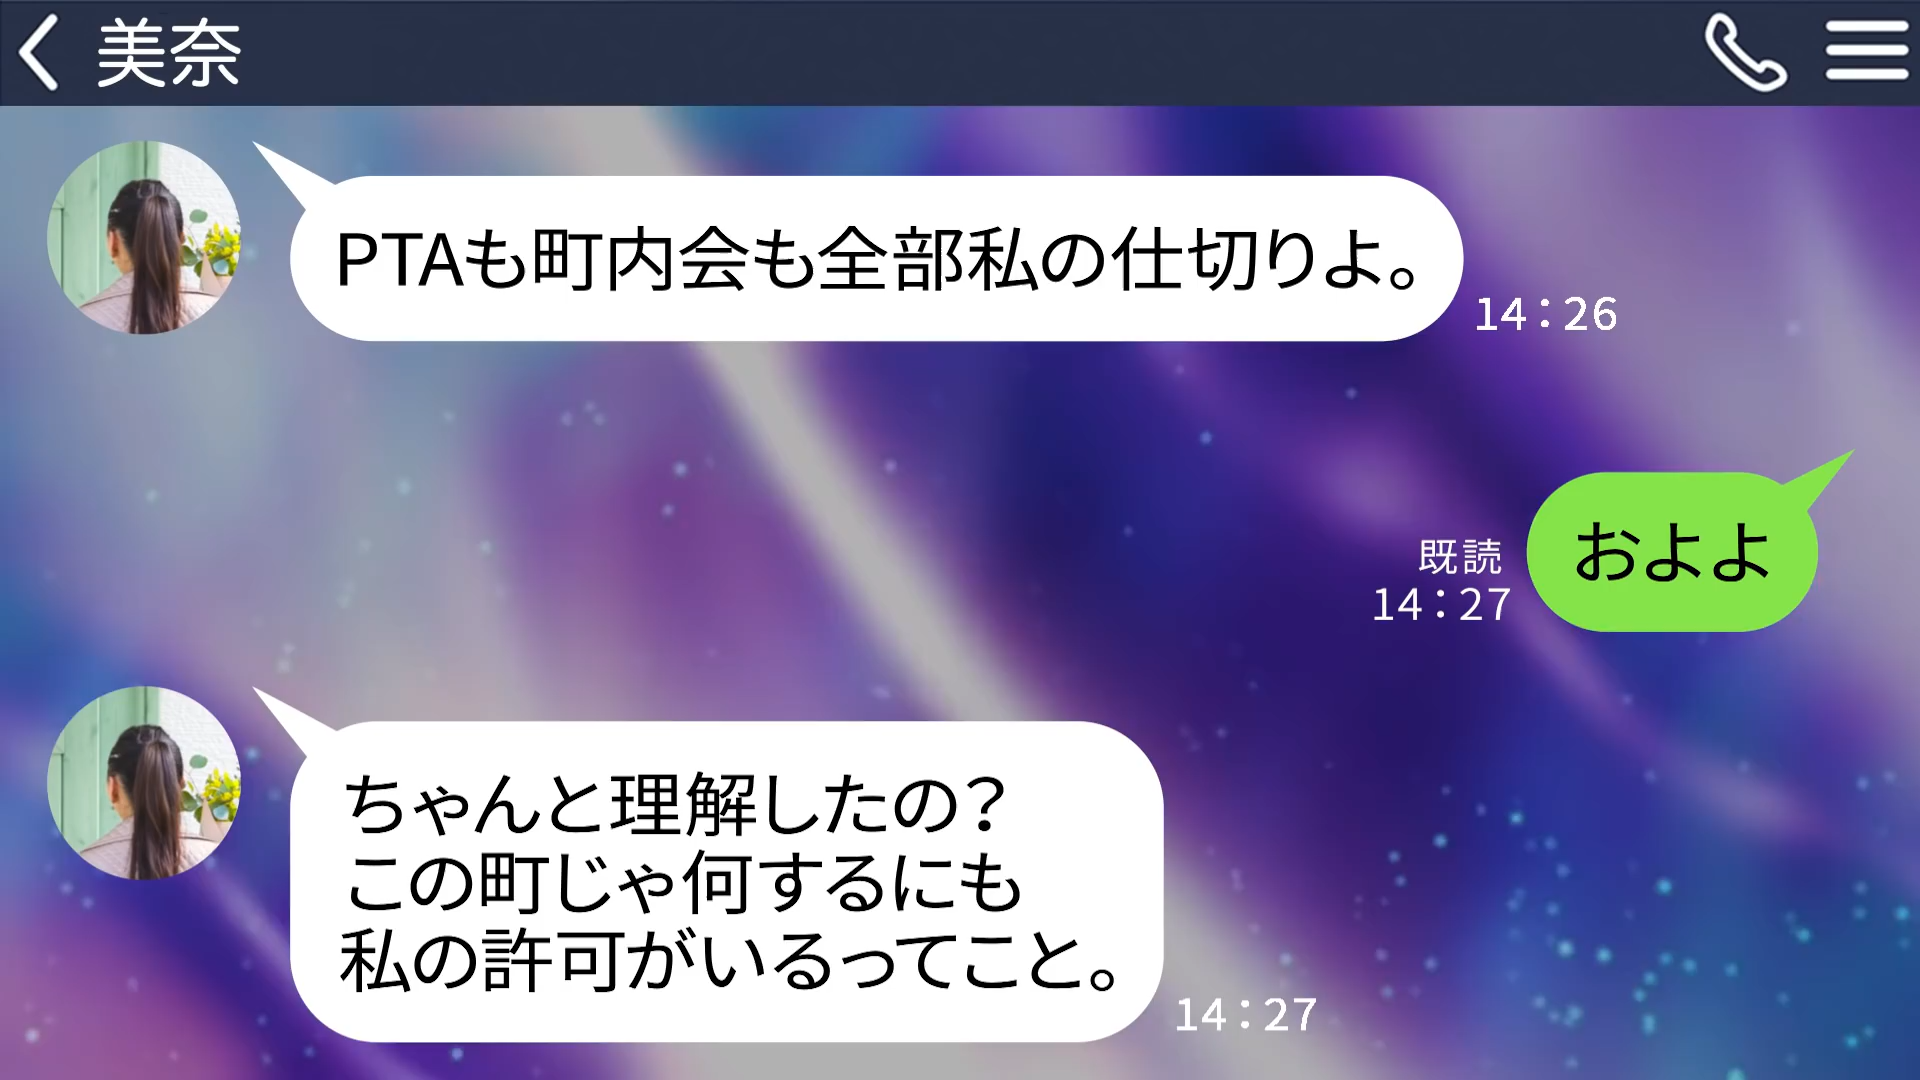 美奈
PTAも町内会も全部私の仕切りよ。
14：26
およよ
既読
14：27
ちゃんと理解したの？
この町じゃ何するにも
私の許可がいるってこと。
14：27